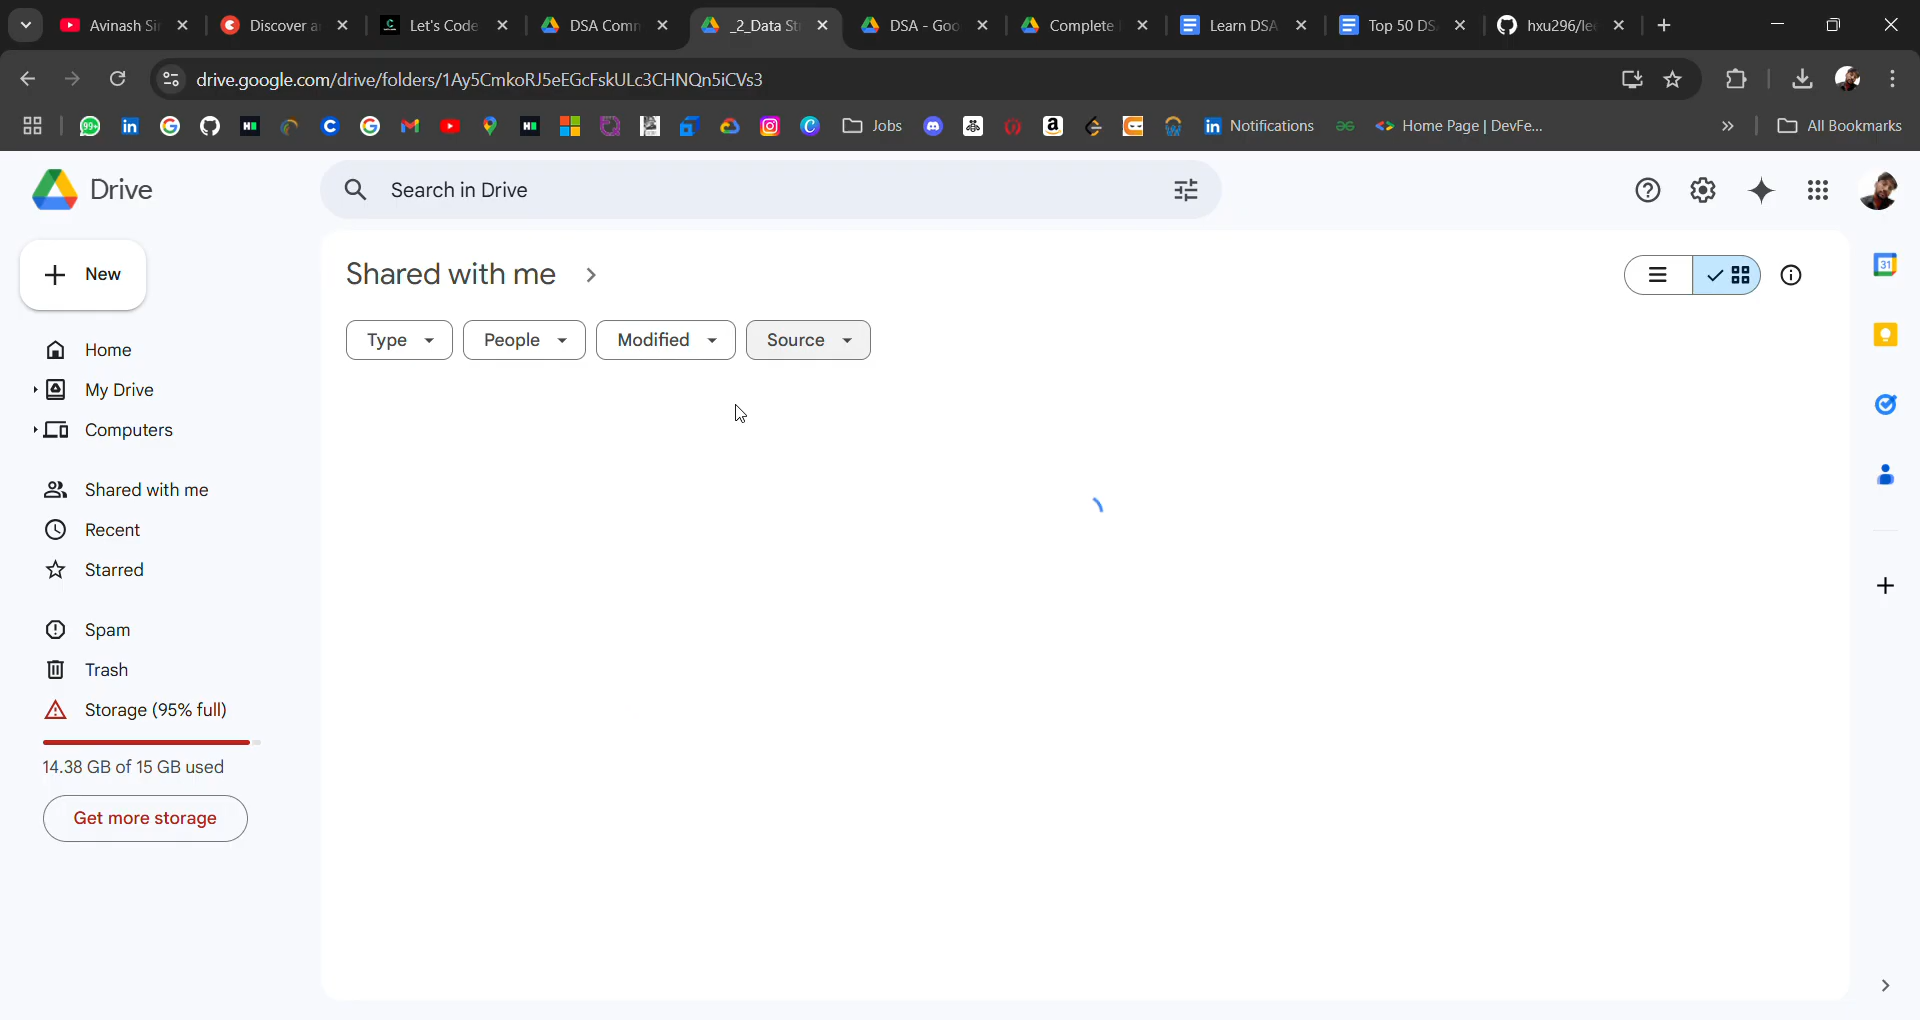 Avinash Si
Discover a
Let's Code
DSA Comm
_2_Data St
DSA - Goo
Complete
Learn DSA
Top 50 DS
hxu296/le
drive.google.com/drive/folders/1Ay5CmkoRJ5eEGcFskULc3CHNQn5iCVs3
99+
Jobs
Notifications
Home Page | DevFe...
All Bookmarks
Drive
Search in Drive
New
Shared with me
31
Home
Type
People
Modified
Source
My Drive
Computers
Shared with me
Recent
Starred
Spam
Trash
Storage (95% full)
14.38 GB of 15 GB used
Get more storage